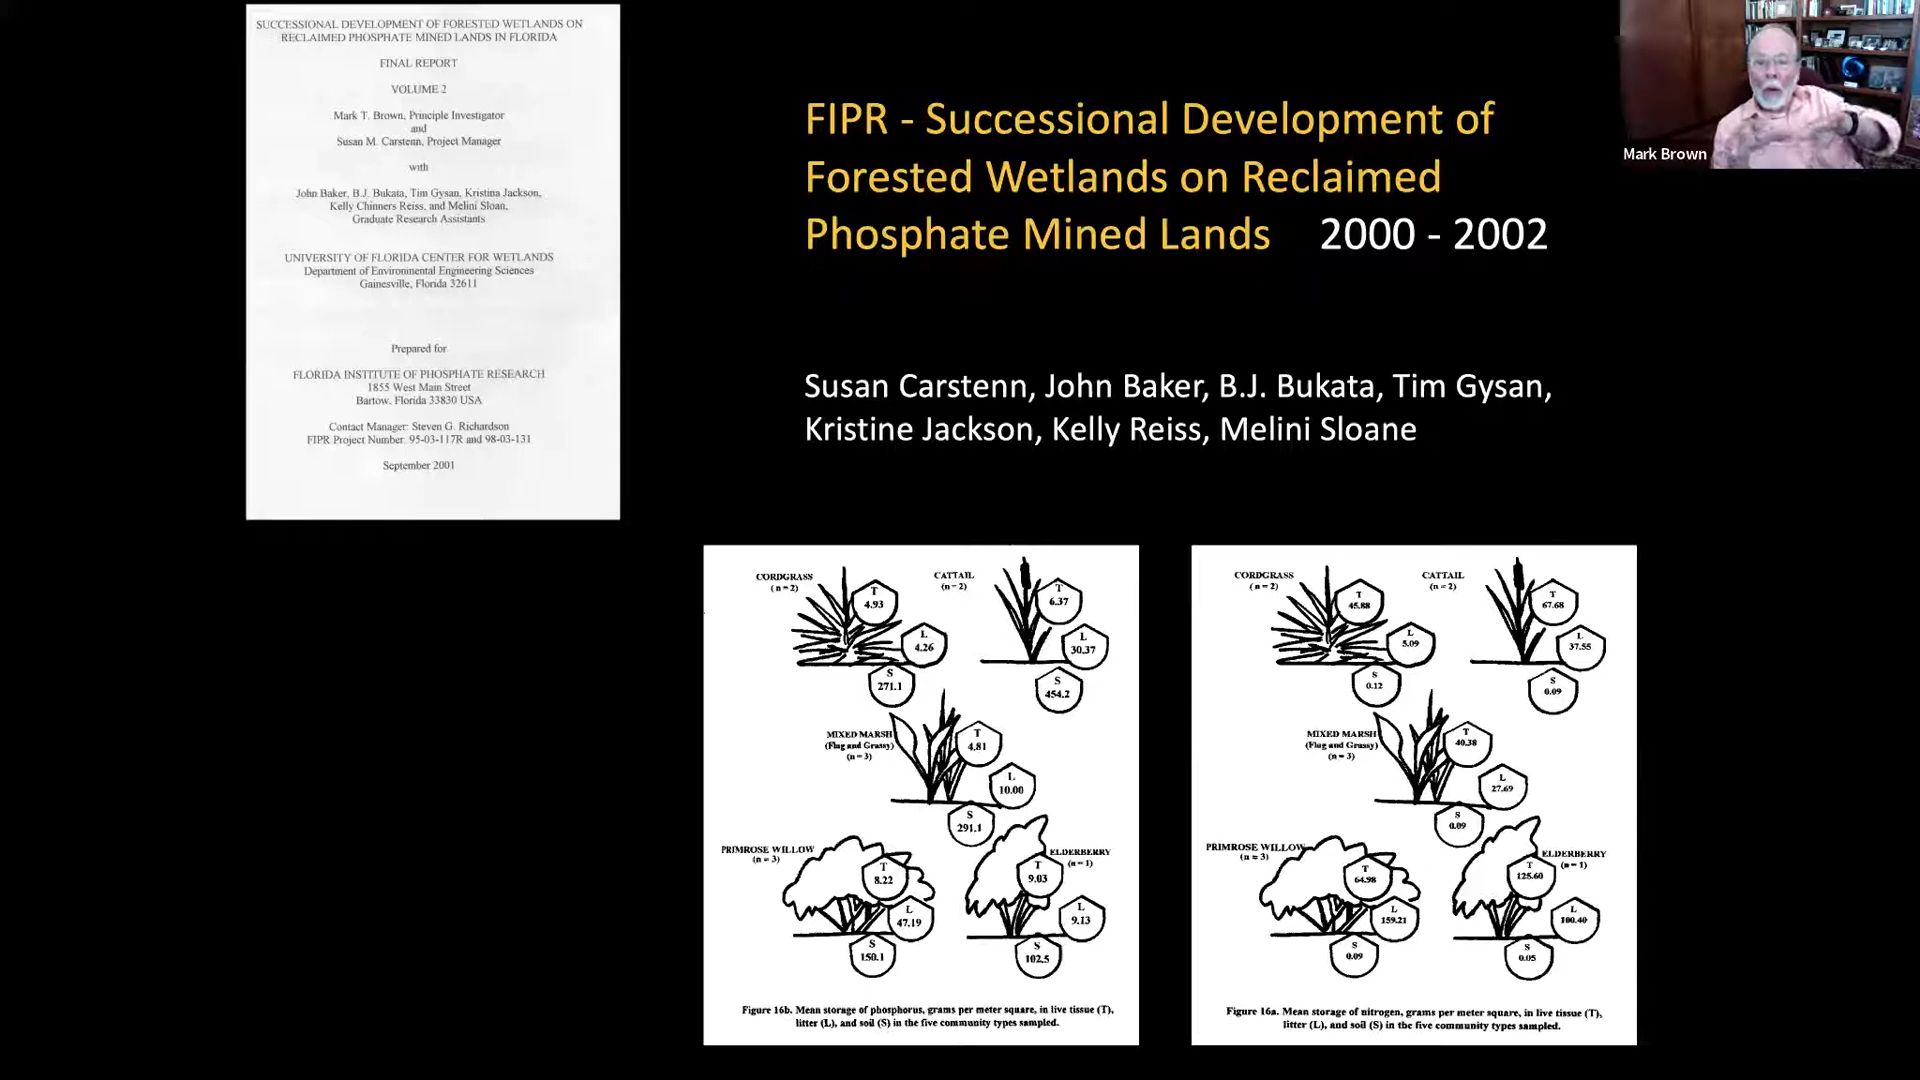 SUCCESSIONAL DEVELOPMENT OF FORESTED WETLANDS ON
RECLAIMED PHOSPHATE MINED LANDS IN FLORIDA
FINAL REPORT
VOLUME 2
Mark T. Brown, Principle Investigator
and
Susan M. Carstenn, Project Manager
with
John Baker, B.J. Bukata, Tim Gysan, Kristina Jackson,
Kelly Chinners Reiss, and Melini Sloan,
Graduate Research Assistants
UNIVERSITY OF FLORIDA CENTER FOR WETLANDS
Department of Environmental Engineering Sciences
Gainesville, Florida 32611
Prepared for
FLORIDA INSTITUTE OF PHOSPHATE RESEARCH
1855 West Main Street
Bartow, Florida 33830 USA
Contact Manager: Steven G. Richardson
FIPR Project Number: 95-03-117R and 98-03-131
September 2001
FIPR - Successional Development of
Forested Wetlands on Reclaimed
Phosphate Mined Lands 2000 - 2002
Susan Carstenn, John Baker, B.J. Bukata, Tim Gysan,
Kristine Jackson, Kelly Reiss, Melini Sloane
Mark Brown
CORDGRASS
(n = 2)
T
4.93
L
4.26
S
271.1
CATTAIL
(n = 2)
T
6.37
L
30.37
S
454.2
MIXED MARSH
(Flag and Grassy)
(n = 3)
T
4.81
L
10.00
S
291.1
PRIMROSE WILLOW
(n = 3)
T
8.22
L
47.19
S
150.1
ELDERBERRY
(n = 1)
T
9.03
L
9.13
S
102.5
Figure 16b. Mean storage of phosphorus, grams per meter square, in live tissue (T),
litter (L), and soil (S) in the five community types sampled.
CORDGRASS
(n = 2)
T
45.88
L
5.09
S
0.12
CATTAIL
(n = 2)
T
67.68
L
37.55
S
0.09
MIXED MARSH
(Flag and Grassy)
(n = 3)
T
40.38
L
27.69
S
0.09
PRIMROSE WILLOW
(n = 3)
T
64.98
L
159.21
S
0.09
ELDERBERRY
(n = 1)
T
125.60
L
100.40
S
0.05
Figure 16a. Mean storage of nitrogen, grams per meter square, in live tissue (T),
litter (L), and soil (S) in the five community types sampled.